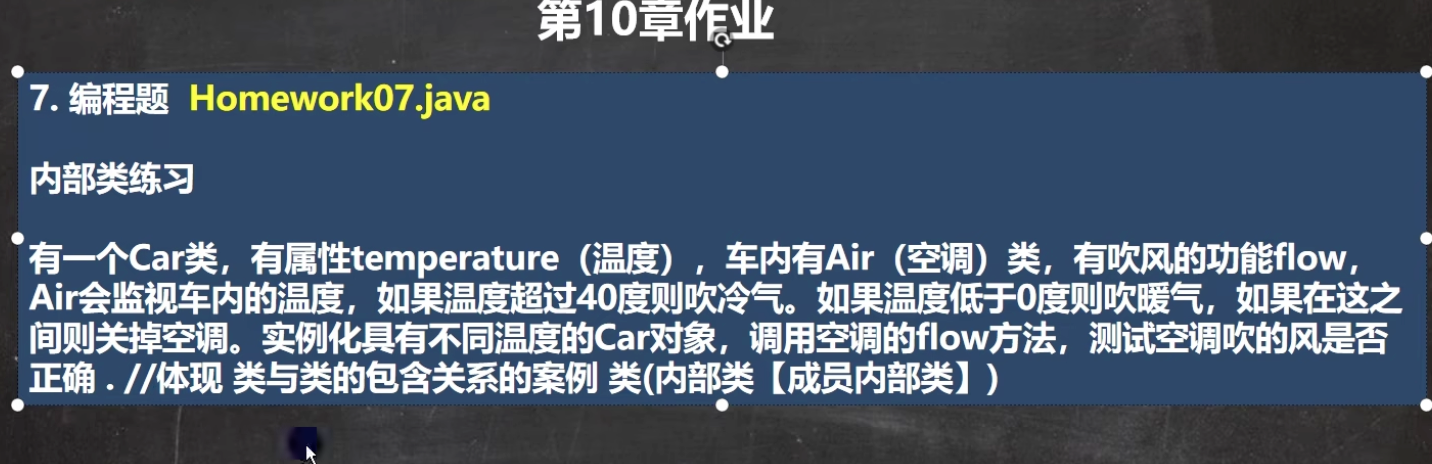 第10章作业
7. 编程题 Homework07.java
内部类练习
有一个Car类，有属性temperature（温度），车内有Air（空调）类，有吹风的功能flow，
Air会监视车内的温度，如果温度超过40度则吹冷气。如果温度低于0度则吹暖气，如果在这之
间则关掉空调。实例化具有不同温度的Car对象，调用空调的flow方法，测试空调吹的风是否
正确 . //体现 类与类的包含关系的案例 类(内部类【成员内部类】)